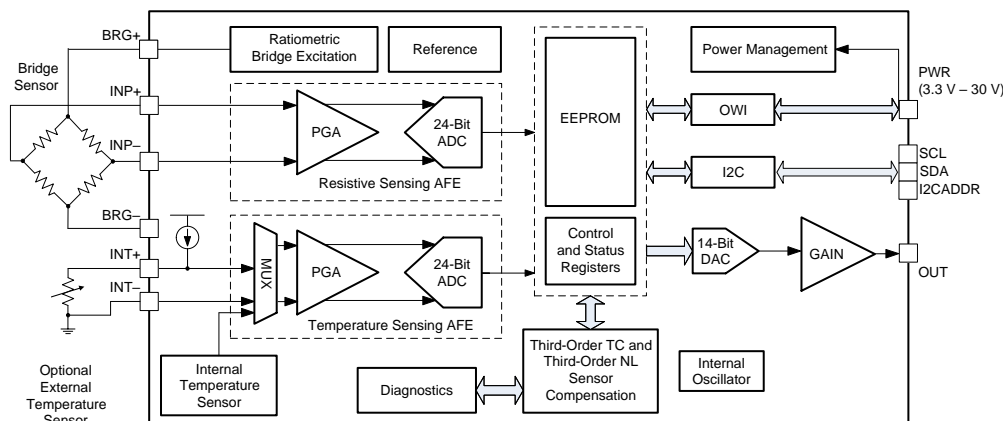 BRG+
Bridge
Sensor
INP+
INP–
BRG–
INT+
INT–
Optional
External
Temperature
Sensor
Ratiometric
Bridge Excitation
Reference
PGA
24-Bit
ADC
Resistive Sensing AFE
MUX
PGA
24-Bit
ADC
Temperature Sensing AFE
Internal
Temperature
Sensor
Diagnostics
EEPROM
Control
and Status
Registers
Third-Order TC and
Third-Order NL
Sensor
Compensation
Internal
Oscillator
Power Management
OWI
I2C
14-Bit
DAC
GAIN
PWR
(3.3 V – 30 V)
SCL
SDA
I2CADDR
OUT